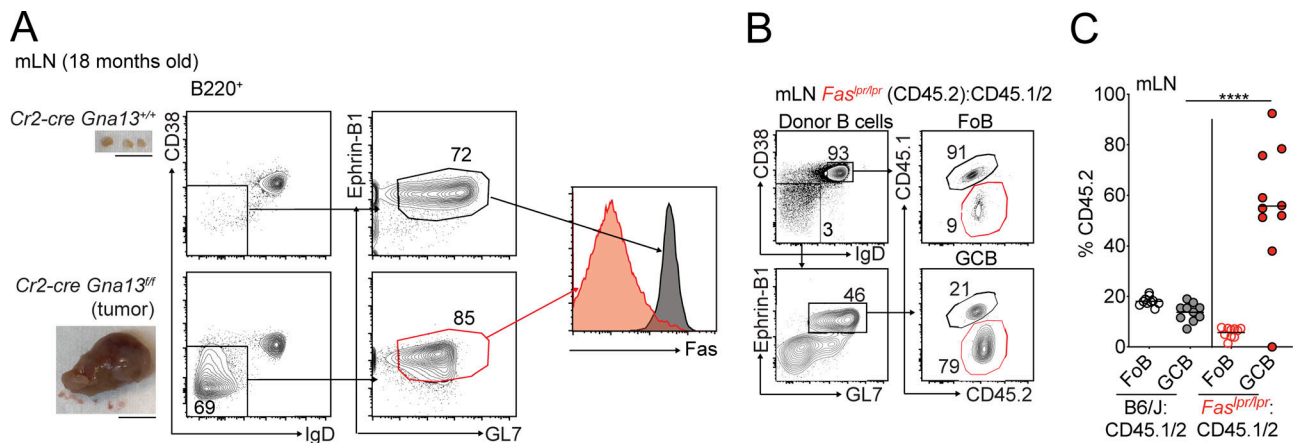 A
mLN (18 months old)
B220+
Cr2-cre Gna13+/+
CD38
Ephrin-B1
72
Cr2-cre Gna13f/f
(tumor)
69
85
IgD
GL7
Fas
B
mLN Faslpr/lpr (CD45.2):CD45.1/2
Donor B cells
FoB
CD38
93
3
IgD
CD45.1
91
9
GCB
Ephrin-B1
46
GL7
21
79
CD45.2
C
mLN
****
% CD45.2
100
80
60
40
20
0
FoB
GCB
FoB
GCB
B6/J:
CD45.1/2
Faslpr/lpr:
CD45.1/2